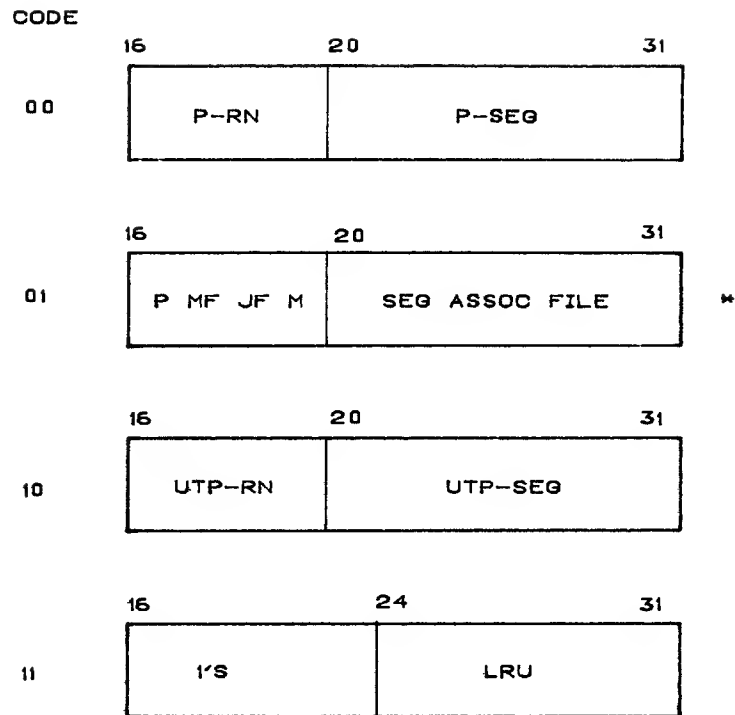 CODE
16 20 31
00 P-RN P-SEG
16 20 31
01 P MF JF M SEG ASSOC FILE *
16 20 31
10 UTP-RN UTP-SEG
16 24 31
11 1'S LRU